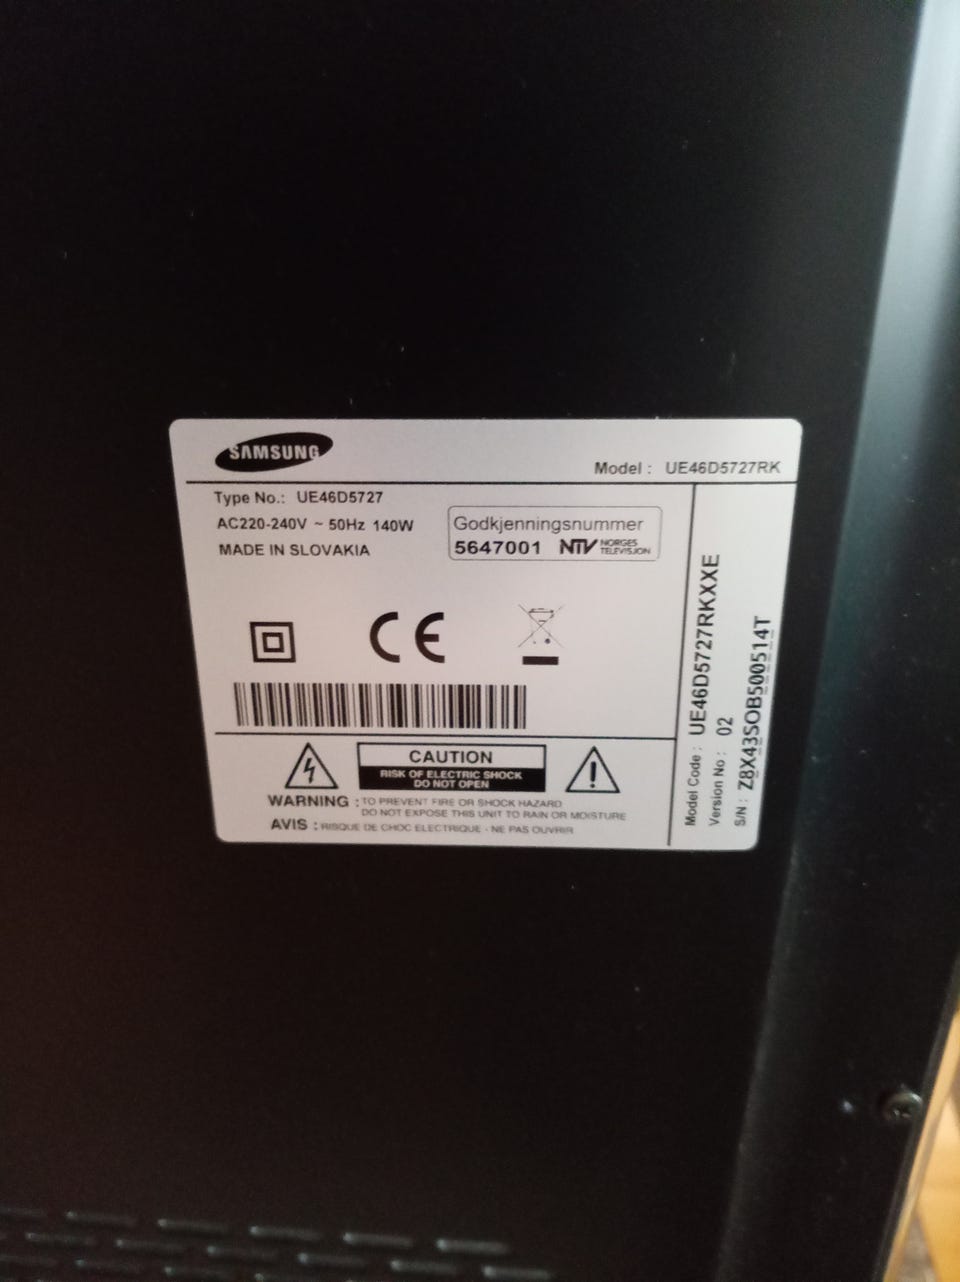 SAMSUNG
Model : UE46D5727RK
Type No.: UE46D5727
AC220-240V ~ 50Hz 140W
MADE IN SLOVAKIA
Godkjenningsnummer
5647001 NTV NORGES
TELEVISJON
CE
CAUTION
RISK OF ELECTRIC SHOCK
DO NOT OPEN
WARNING : TO PREVENT FIRE OR SHOCK HAZARD
DO NOT EXPOSE THIS UNIT TO RAIN OR MOISTURE
AVIS : RISQUE DE CHOC ELECTRIQUE - NE PAS OUVRIR
Model Code : UE46D5727RKXXE
Version No : 02
S/N : Z8X43SOB500514T